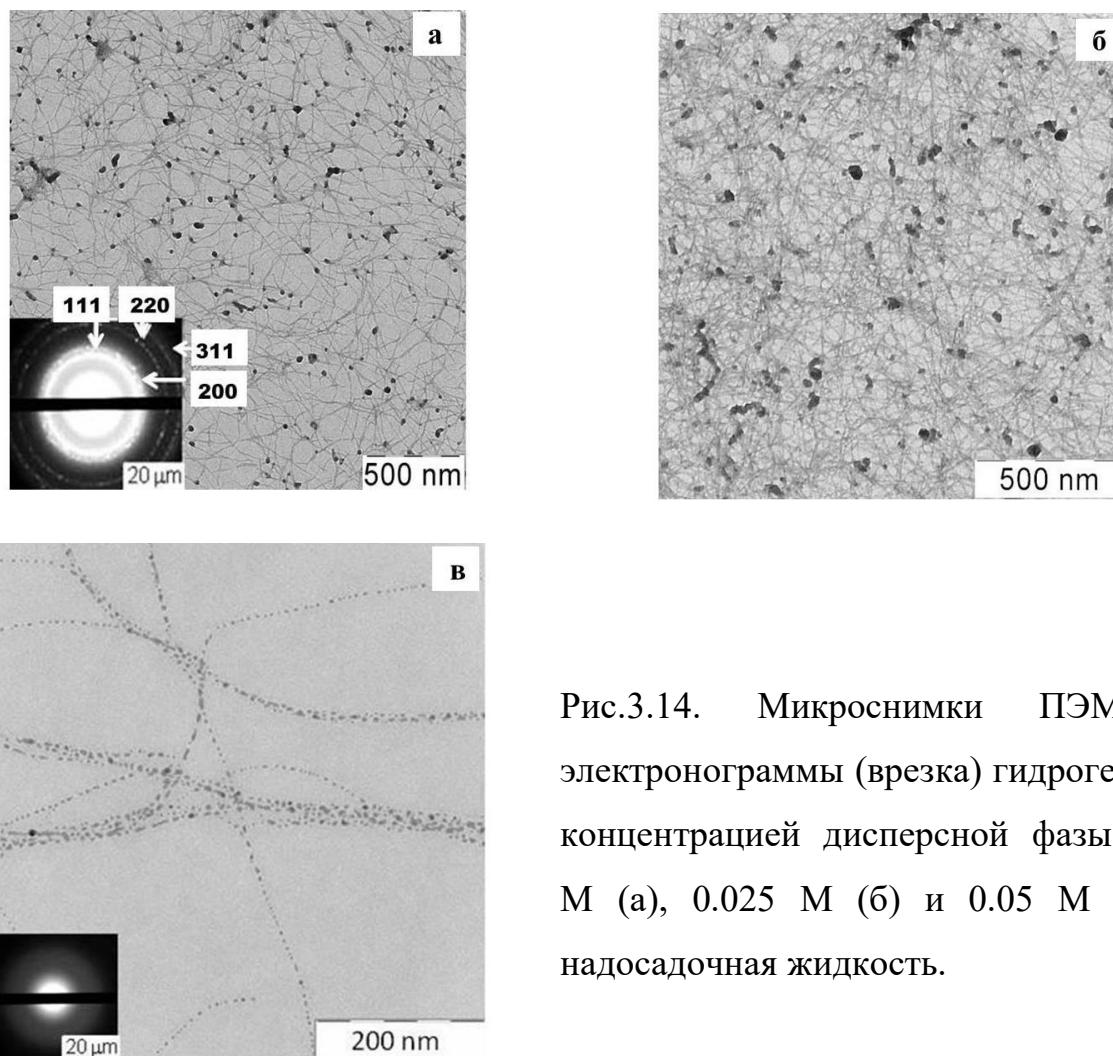 а
б
111 220
311
200
20 µm
500 nm
500 nm
в
20 µm
200 nm
Рис.3.14. Микроснимки ПЭМ
электронограммы (врезка) гидроге
концентрацией дисперсной фазы
М (а), 0.025 М (б) и 0.05 М
надосадочная жидкость.